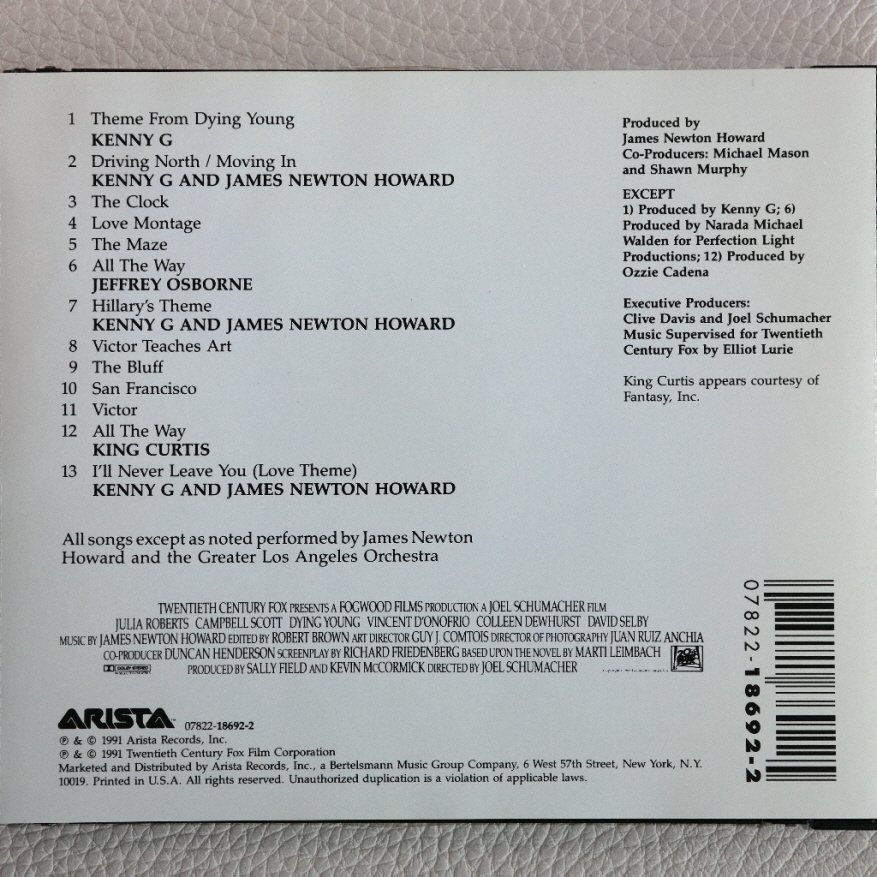 1 Theme From Dying Young
KENNY G
2 Driving North / Moving In
KENNY G AND JAMES NEWTON HOWARD
3 The Clock
4 Love Montage
5 The Maze
6 All The Way
JEFFREY OSBORNE
7 Hillary's Theme
KENNY G AND JAMES NEWTON HOWARD
8 Victor Teaches Art
9 The Bluff
10 San Francisco
11 Victor
12 All The Way
KING CURTIS
13 I'll Never Leave You (Love Theme)
KENNY G AND JAMES NEWTON HOWARD
All songs except as noted performed by James Newton
Howard and the Greater Los Angeles Orchestra
Produced by
James Newton Howard
Co-Producers: Michael Mason
and Shawn Murphy
EXCEPT
1) Produced by Kenny G; 6)
Produced by Narada Michael
Walden for Perfection Light
Productions; 12) Produced by
Ozzie Cadena
Executive Producers:
Clive Davis and Joel Schumacher
Music Supervised for Twentieth
Century Fox by Elliot Lurie
King Curtis appears courtesy of
Fantasy, Inc.
TWENTIETH CENTURY FOX PRESENTS A FOGWOOD FILMS PRODUCTION A JOEL SCHUMACHER FILM
JULIA ROBERTS CAMPBELL SCOTT DYING YOUNG VINCENT D'ONOFRIO COLLEEN DEWHURST DAVID SELBY
MUSIC BY JAMES NEWTON HOWARD EDITED BY ROBERT BROWN ART DIRECTOR GUY J. COMTOIS DIRECTOR OF PHOTOGRAPHY JUAN RUIZ ANCHIA
CO-PRODUCER DUNCAN HENDERSON SCREENPLAY BY RICHARD FRIEDENBERG BASED UPON THE NOVEL BY MARTI LEIMBACH
DOLBY STEREO
PRODUCED BY SALLY FIELD AND KEVIN McCORMICK DIRECTED BY JOEL SCHUMACHER
ARISTA 07822-18692-2
℗ & © 1991 Arista Records, Inc.
℗ & © 1991 Twentieth Century Fox Film Corporation
Marketed and Distributed by Arista Records, Inc., a Bertelsmann Music Group Company, 6 West 57th Street, New York, N.Y.
10019. Printed in U.S.A. All rights reserved. Unauthorized duplication is a violation of applicable laws.
07822-18692-2